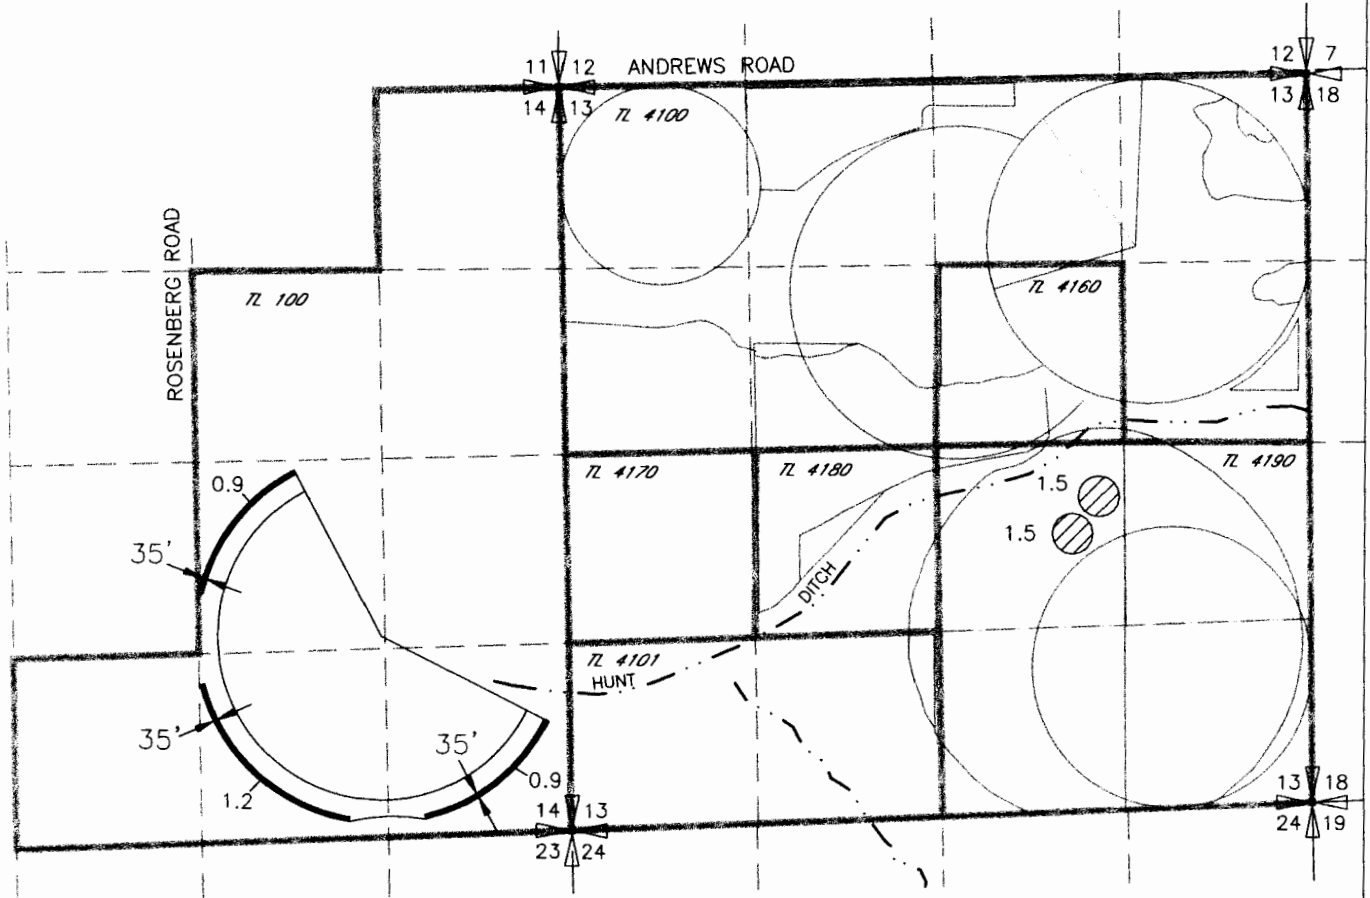 11 12
ANDREWS ROAD
12 7
14 13
TL 4100
13 18
ROSENBERG ROAD
TL 100
TL 4160
TL 4170
TL 4180
TL 4190
0.9
1.5
1.5
35'
DITCH
TL 4101
HUNT
35'
35'
1.2
0.9
14 13
23 24
13 18
24 19